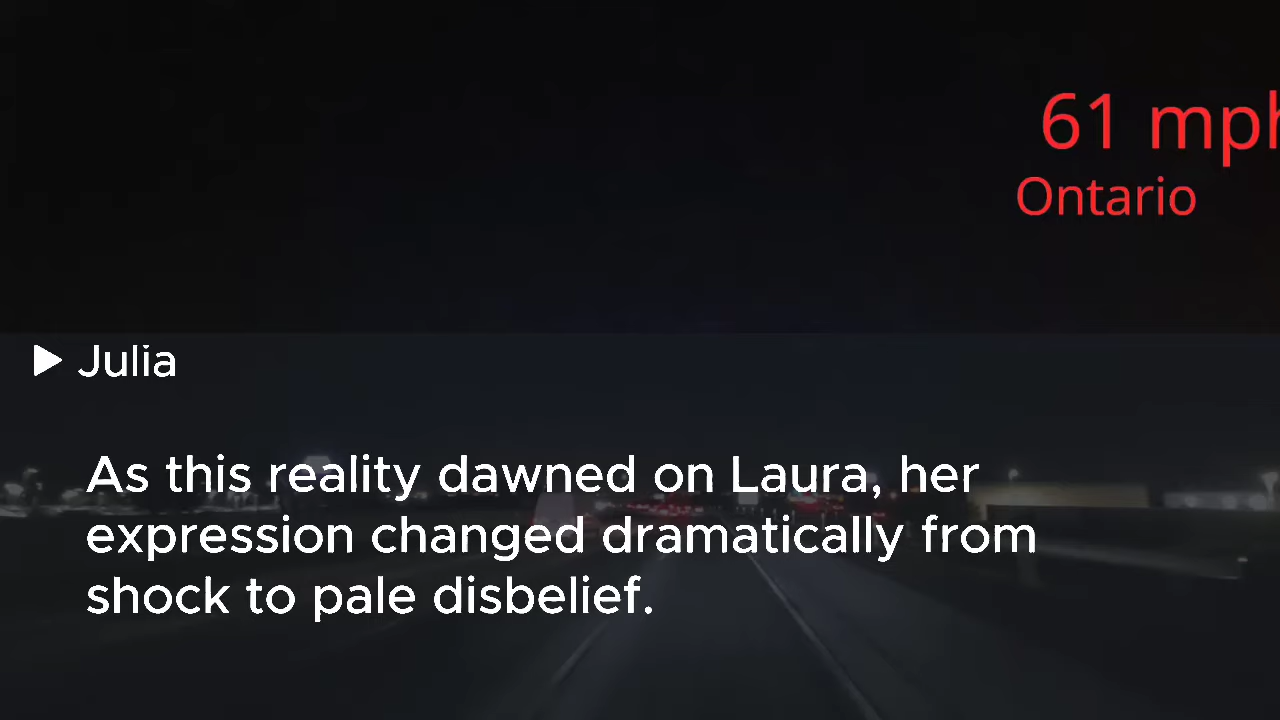 61 mph
Ontario
▶ Julia
As this reality dawned on Laura, her
expression changed dramatically from
shock to pale disbelief.